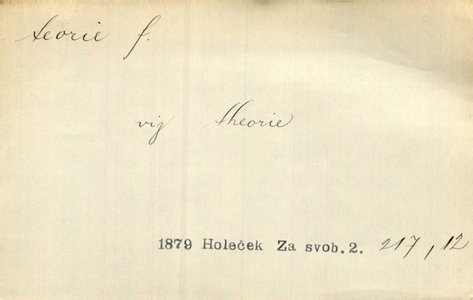 teorie f.
viz theorie
1879 Holeček Za svob. 2. 217, 12